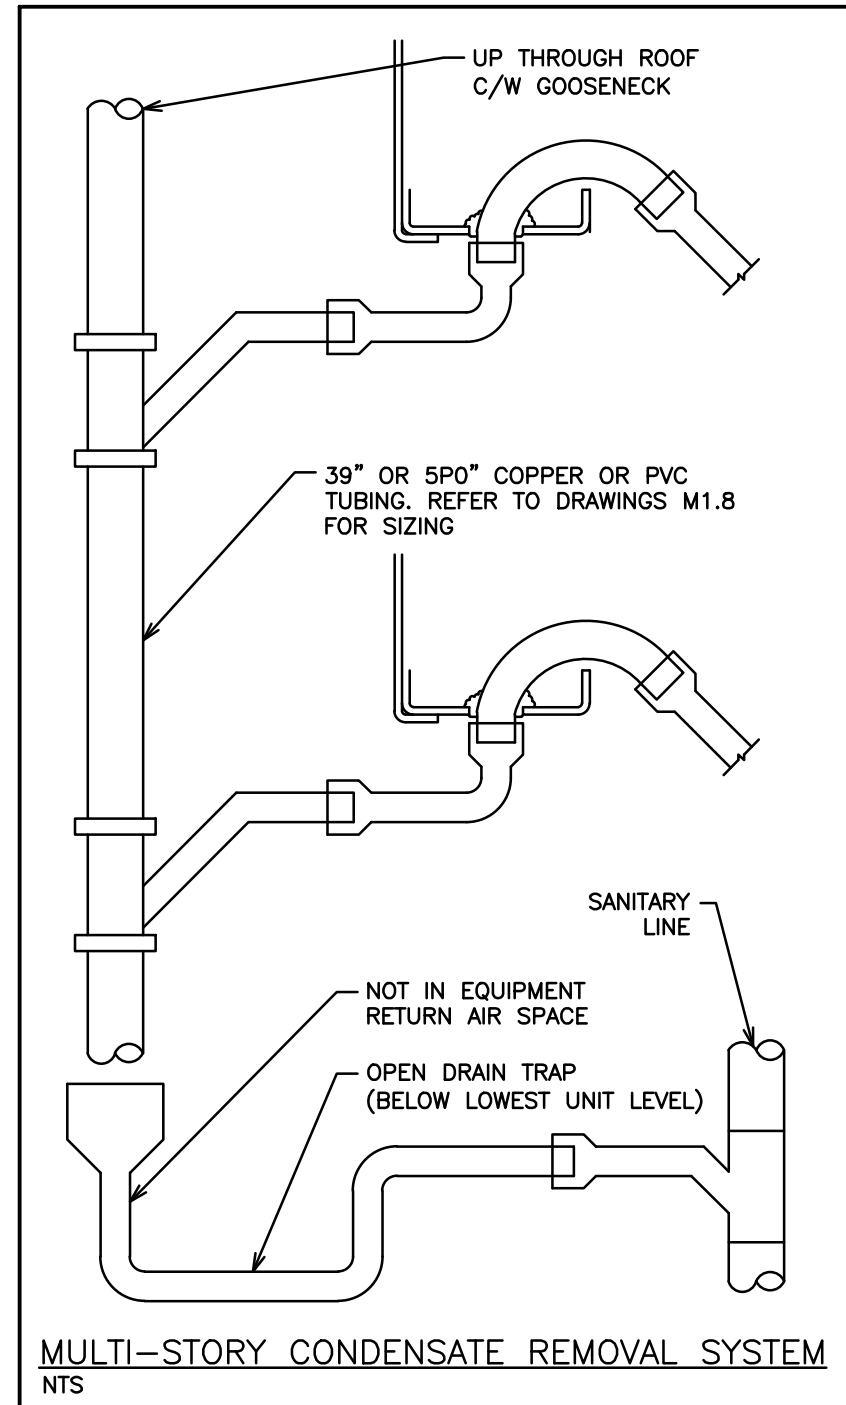 UP THROUGH ROOF
C/W GOOSENECK
39" OR 5P0" COPPER OR PVC
TUBING. REFER TO DRAWINGS M1.8
FOR SIZING
SANITARY
LINE
NOT IN EQUIPMENT
RETURN AIR SPACE
OPEN DRAIN TRAP
(BELOW LOWEST UNIT LEVEL)
MULTI-STORY CONDENSATE REMOVAL SYSTEM
NTS